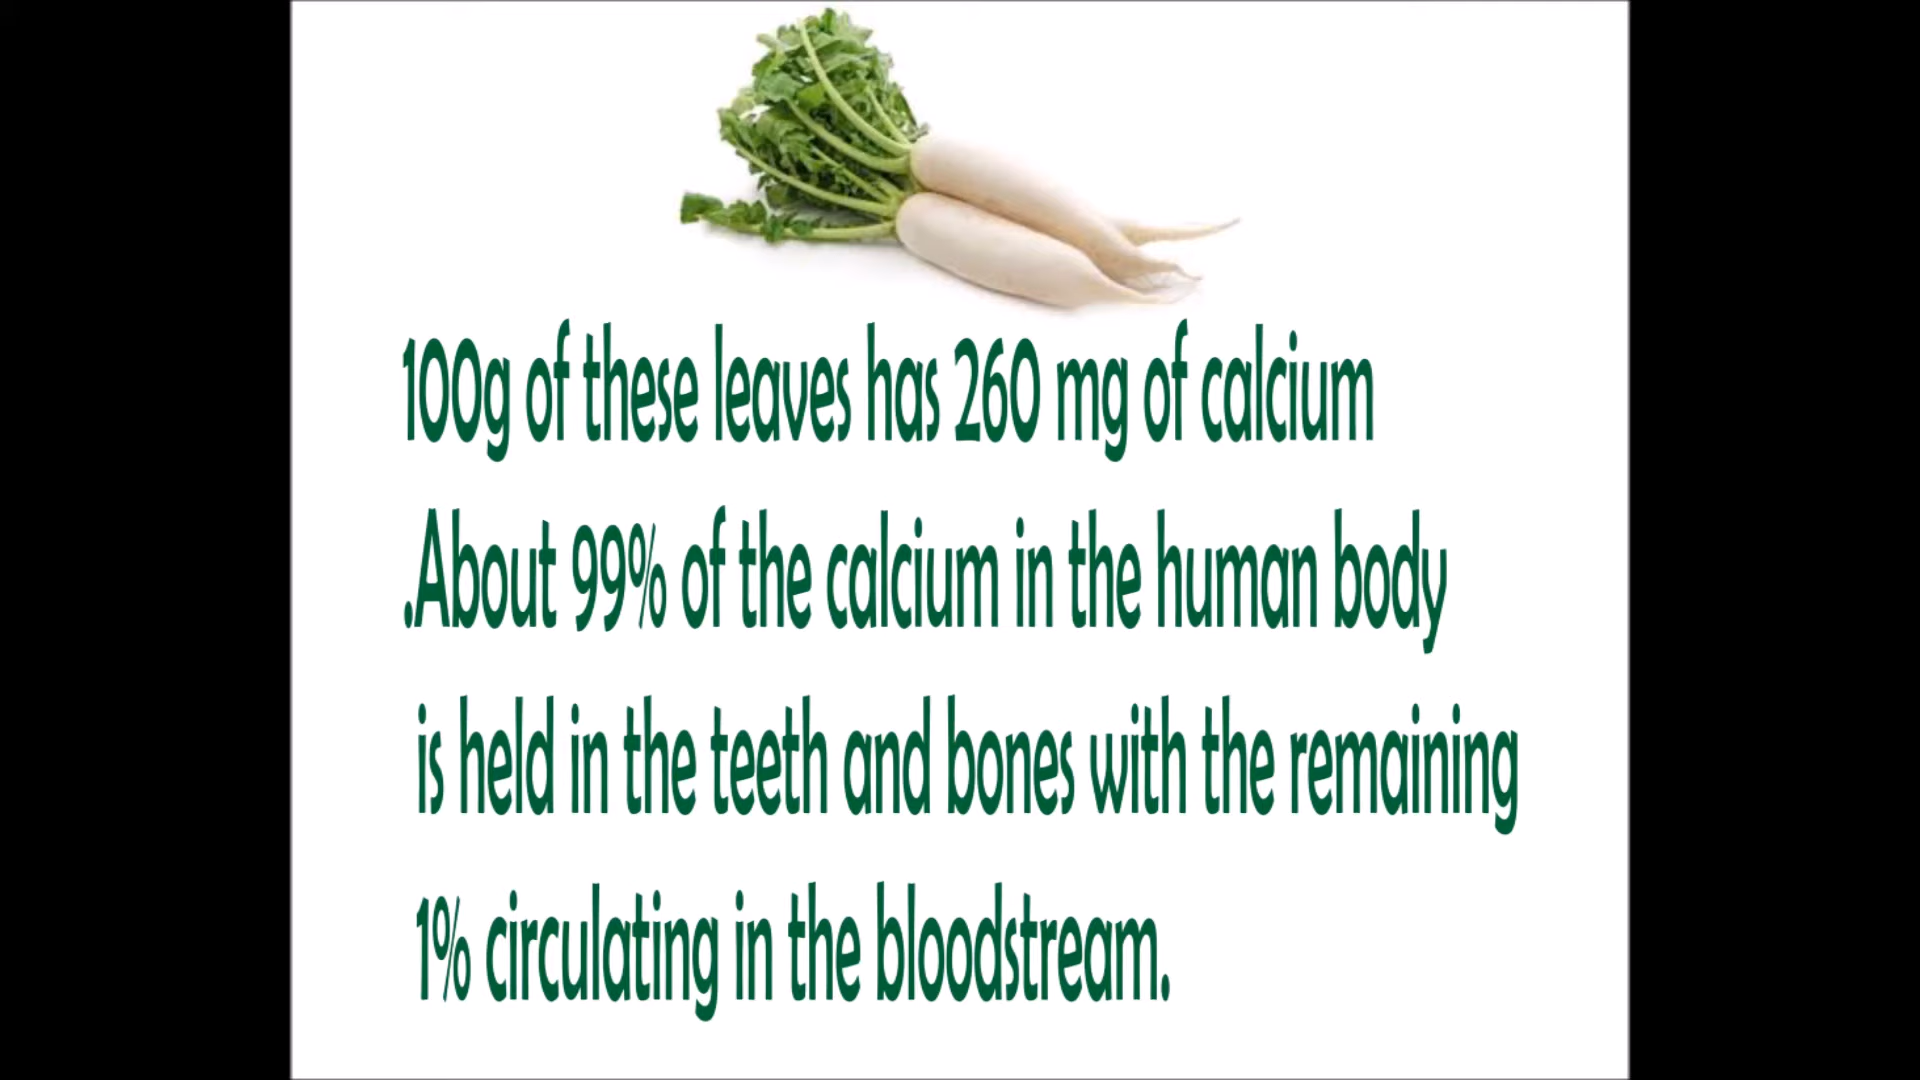 100g of these leaves has 260 mg of calcium
.About 99% of the calcium in the human body
is held in the teeth and bones with the remaining
1% circulating in the bloodstream.